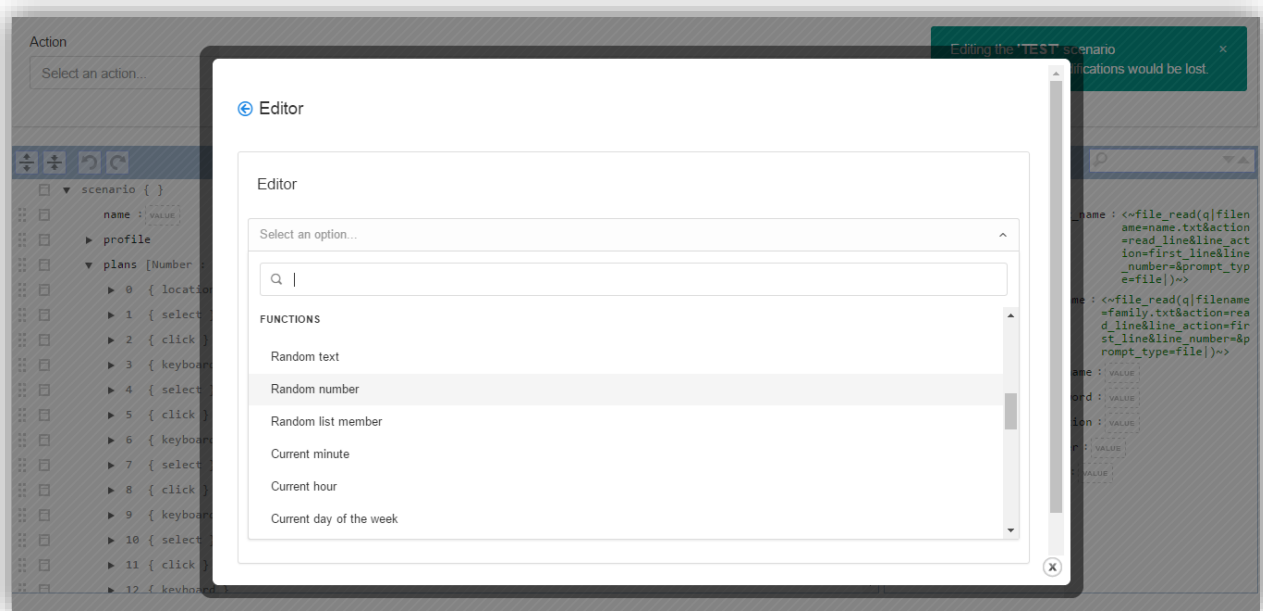 Action
Select an action...
Editing the 'TEST' scenario
×
ifications would be lost.
Editor
Editor
Select an option...
FUNCTIONS
Random text
Random number
Random list member
Current minute
Current hour
Current day of the week
scenario { }
name : VALUE
profile
plans [Number :
0 { location
1 { select }
2 { click }
3 { keyboard
4 { select
5 { click }
6 { keyboard
7 { select
8 { click }
9 { keyboard
10 { select
11 { click }
12 { keyboard }
_name : <~file_read(q|filen
ame=name.txt&action
=read_line&line_act
ion=first_line&line
_number=&prompt_typ
e=file|)~>
me : <~file_read(q|filename
=family.txt&action=rea
d_line&line_action=fir
st_line&line_number=&p
rompt_type=file|)~>
ame : VALUE
ord : VALUE
ion : VALUE
r : VALUE
: VALUE
x